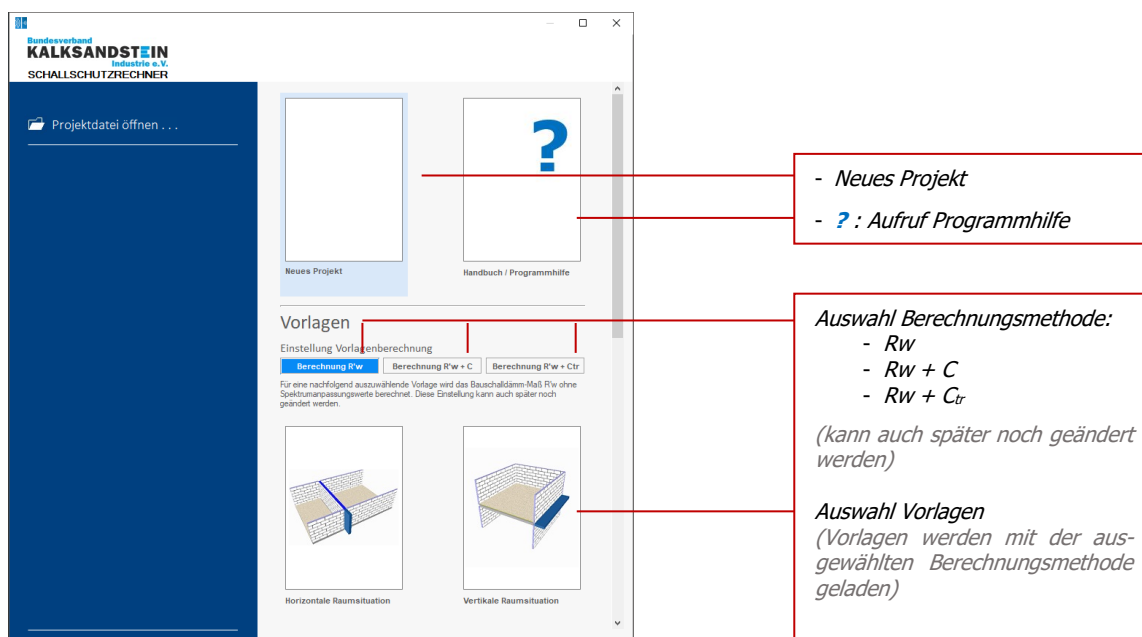 Bundesverband
KALKSANDSTEIN
Industrie e.V.
SCHALLSCHUTZRECHNER
Projektdatei öffnen . . .
?
Neues Projekt
Handbuch / Programmhilfe
Vorlagen
Einstellung Vorlagenberechnung
Berechnung R'w
Berechnung R'w + C
Berechnung R'w + Ctr
Für eine nachfolgend auszuwählende Vorlage wird das Bauschalldämm-Maß R'w ohne
Spektrumanpassungswerte berechnet. Diese Einstellung kann auch später noch
geändert werden.
Horizontale Raumsituation
Vertikale Raumsituation
- Neues Projekt
- ? : Aufruf Programmhilfe
Auswahl Berechnungsmethode:
- Rw
- Rw + C
- Rw + Ctr
(kann auch später noch geändert
werden)
Auswahl Vorlagen
(Vorlagen werden mit der aus-
gewählten Berechnungsmethode
geladen)